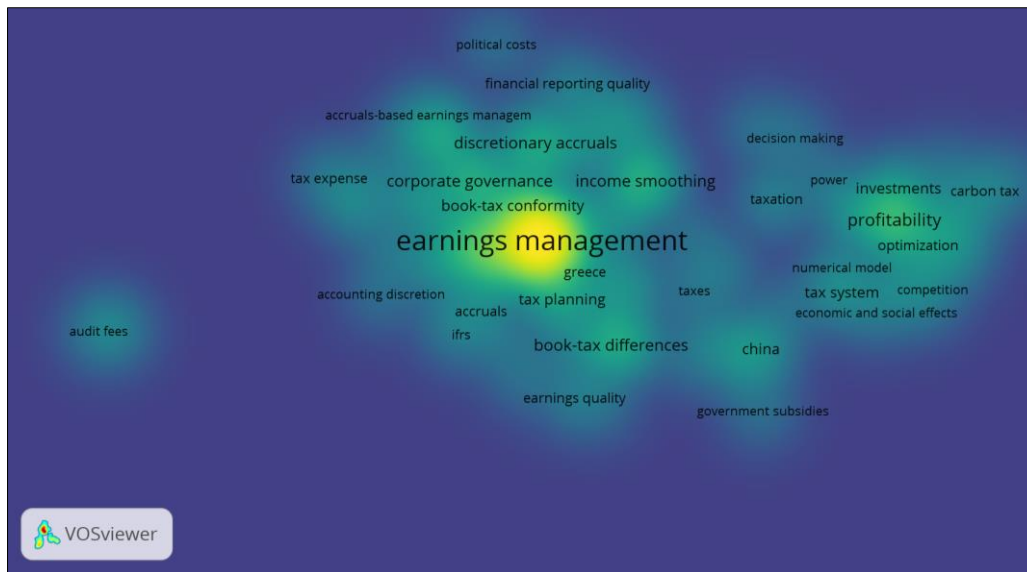 political costs
financial reporting quality
accruals-based earnings managem
decision making
discretionary accruals
tax expense
corporate governance
income smoothing
power
investments
carbon tax
taxation
book-tax conformity
profitability
earnings management
optimization
greece
numerical model
accounting discretion
tax planning
taxes
tax system
competition
accruals
economic and social effects
audit fees
ifrs
book-tax differences
china
earnings quality
government subsidies
VOSviewer